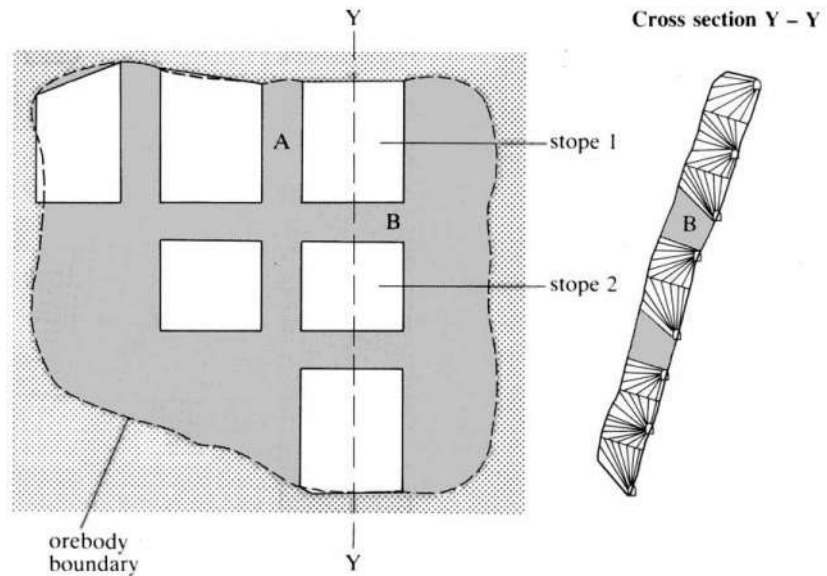 Y
Cross section Y – Y
A
stope 1
B
B
stope 2
orebody
boundary
Y